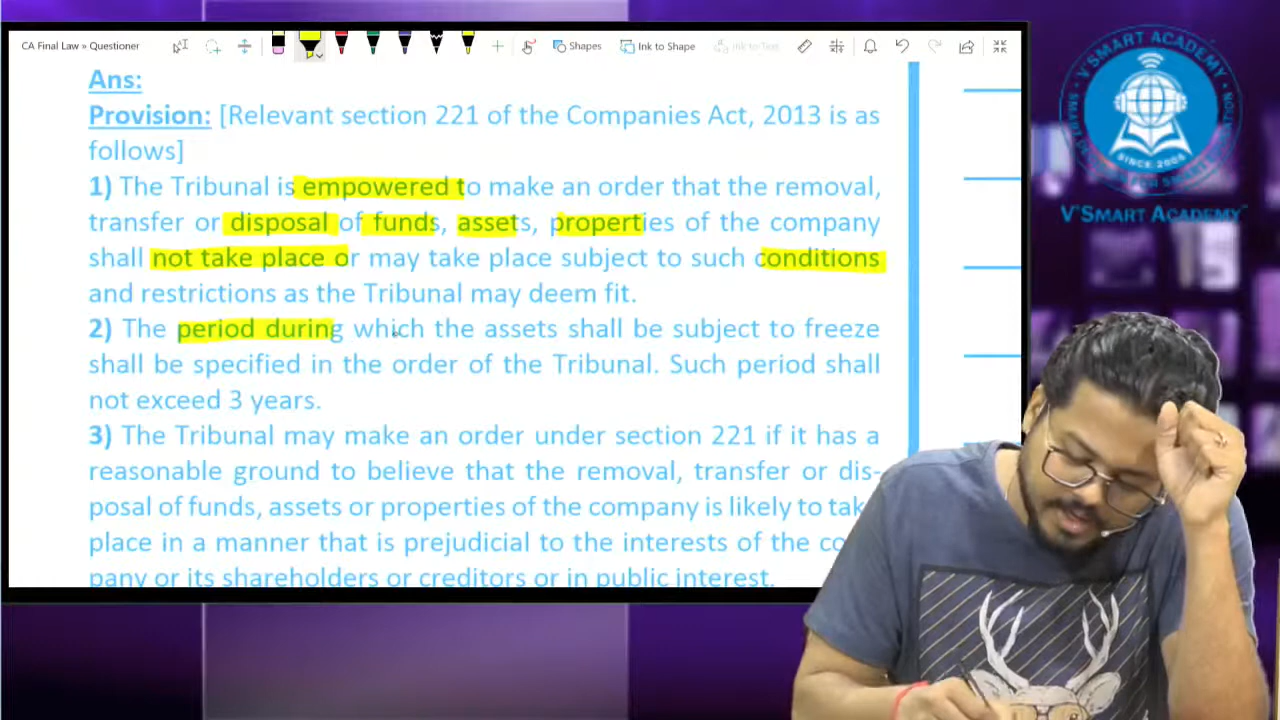 CA Final Law » Questioner
Shapes
Ink to Shape
Ink to Text
Ans:
Provision: [Relevant section 221 of the Companies Act, 2013 is as
follows]
1) The Tribunal is empowered to make an order that the removal,
transfer or disposal of funds, assets, properties of the company
shall not take place or may take place subject to such conditions
and restrictions as the Tribunal may deem fit.
2) The period during which the assets shall be subject to freeze
shall be specified in the order of the Tribunal. Such period shall
not exceed 3 years.
3) The Tribunal may make an order under section 221 if it has a
reasonable ground to believe that the removal, transfer or dis-
posal of funds, assets or properties of the company is likely to
place in a manner that is prejudicial to the interests of the
pany or its shareholders or creditors or in public interest.
V'SMART ACADEMY
SINCE 2006
V'SMART ACADEMY